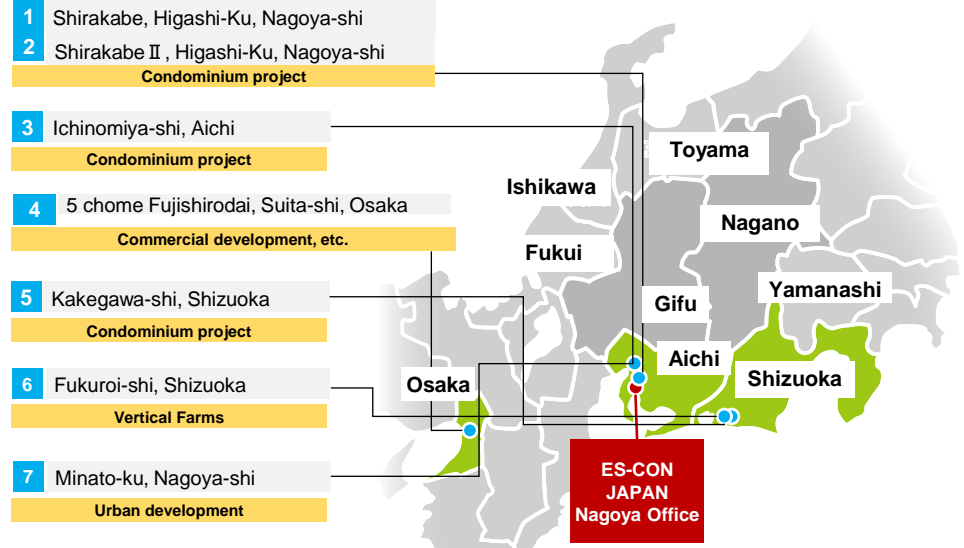 1 Shirakabe, Higashi-Ku, Nagoya-shi
2 Shirakabe Ⅱ, Higashi-Ku, Nagoya-shi
Condominium project
3 Ichinomiya-shi, Aichi
Condominium project
4 5 chome Fujishirodai, Suita-shi, Osaka
Commercial development, etc.
5 Kakegawa-shi, Shizuoka
Condominium project
6 Fukuroi-shi, Shizuoka
Vertical Farms
7 Minato-ku, Nagoya-shi
Urban development
Toyama
Ishikawa
Nagano
Fukui
Yamanashi
Gifu
Aichi
Shizuoka
Osaka
ES-CON
JAPAN
Nagoya Office